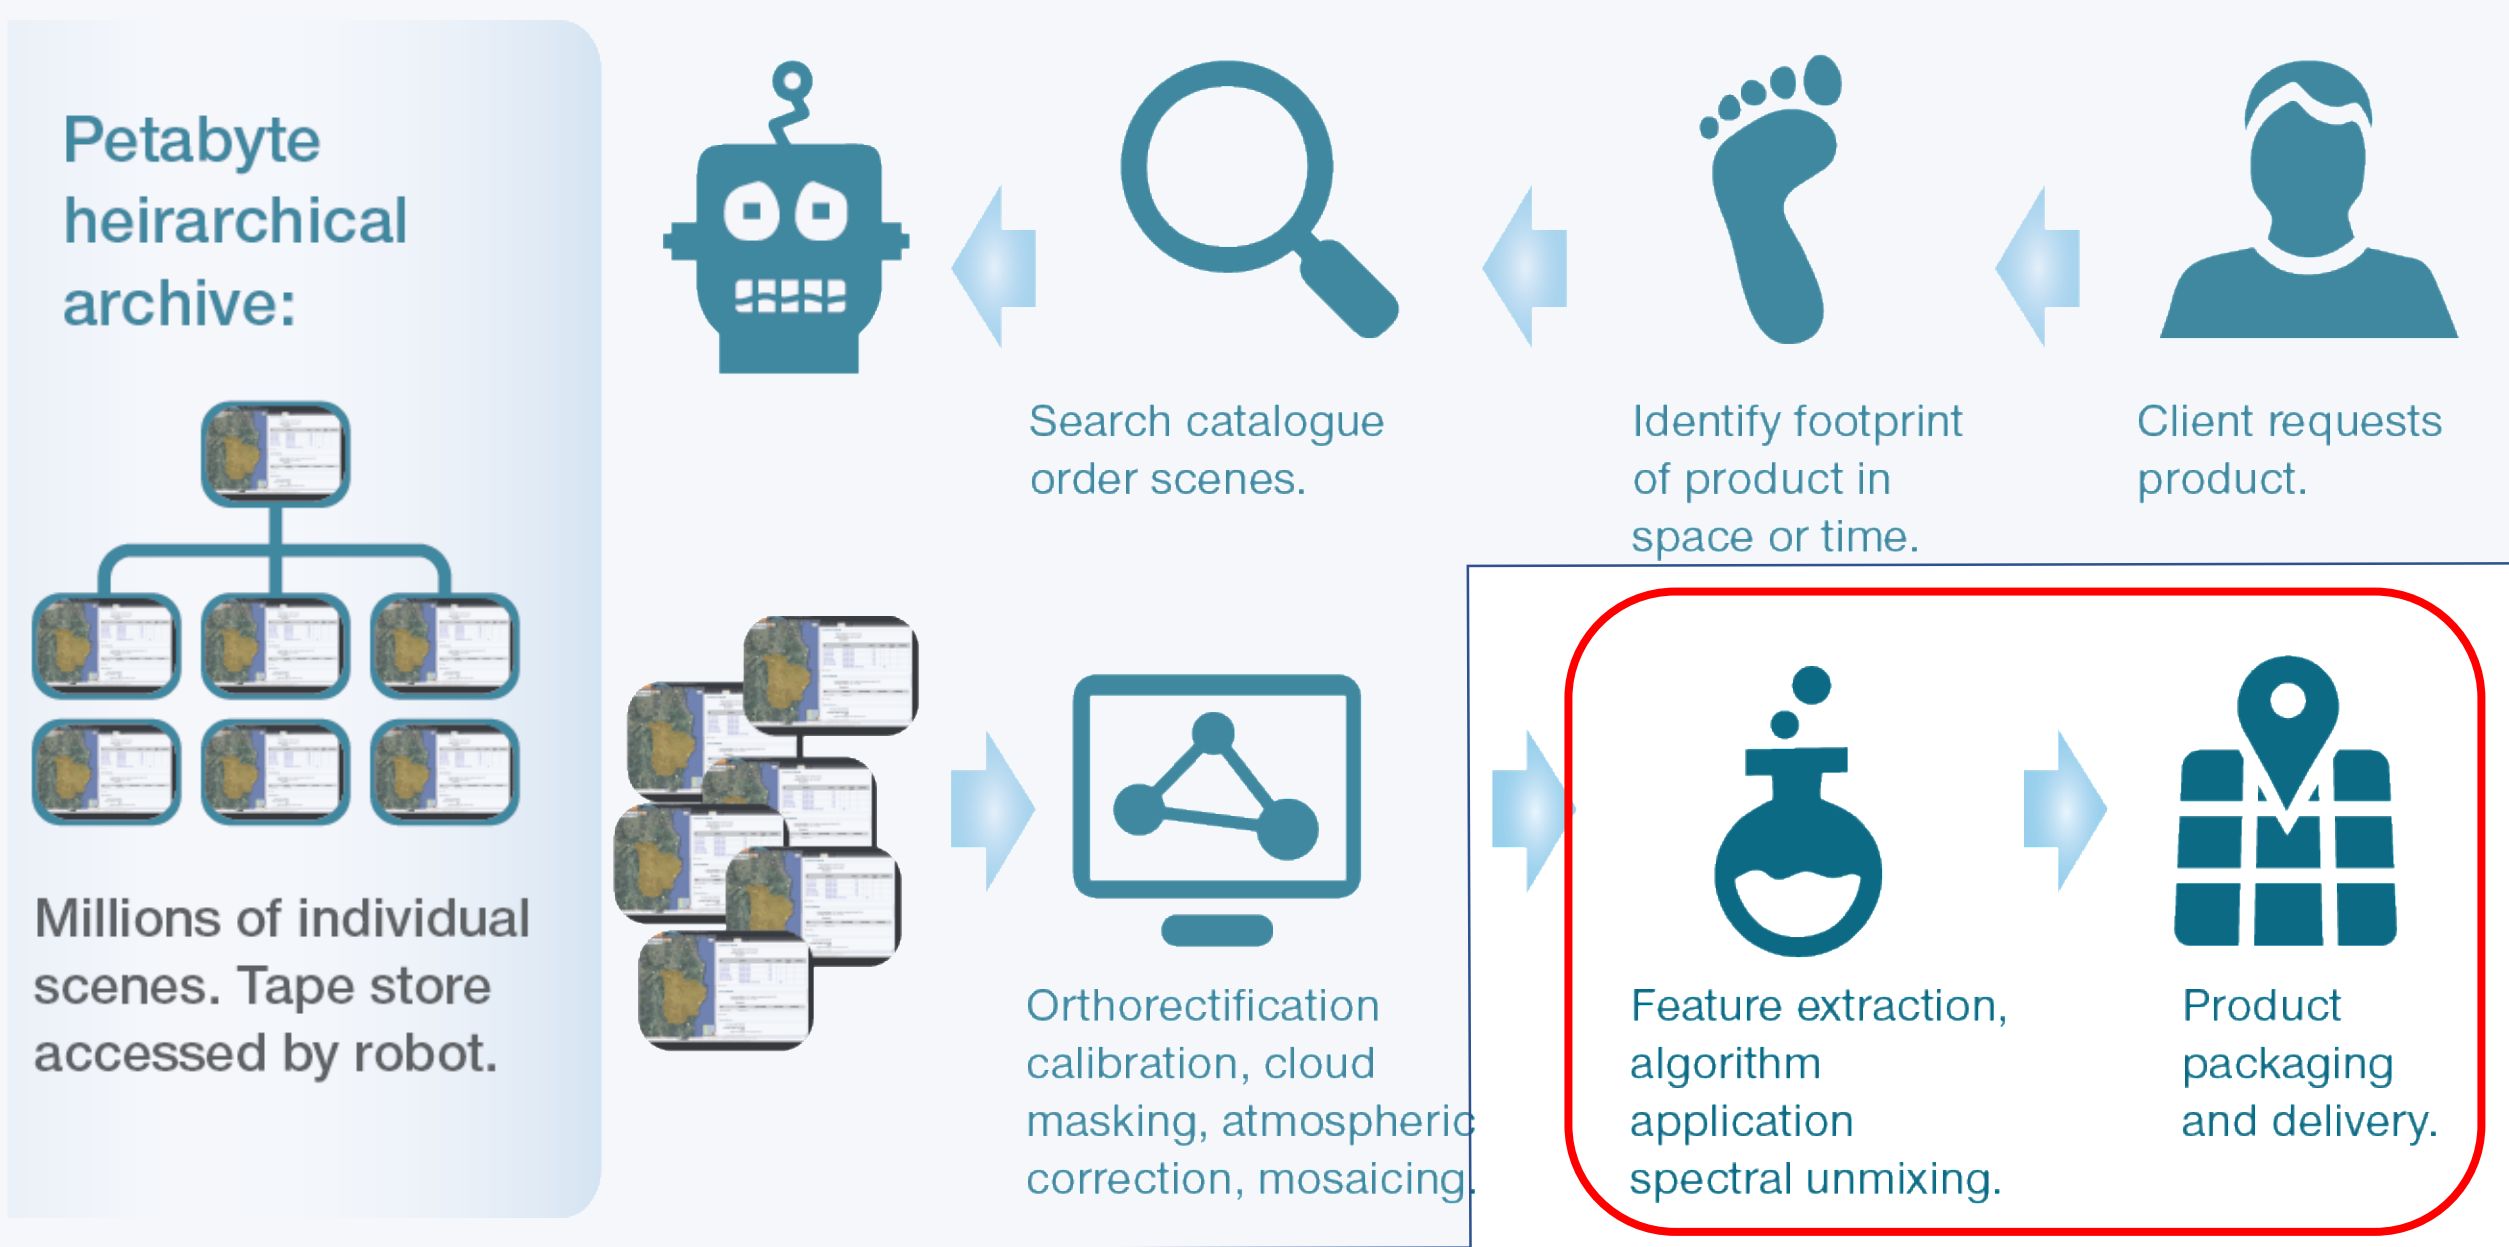 Petabyte
heirarchical
archive:
Millions of individual
scenes. Tape store
accessed by robot.
Search catalogue
order scenes.
Identify footprint
of product in
space or time.
Client requests
product.
Orthorectification
calibration, cloud
masking, atmospheric
correction, mosaicing.
Feature extraction,
algorithm
application
spectral unmixing.
Product
packaging
and delivery.